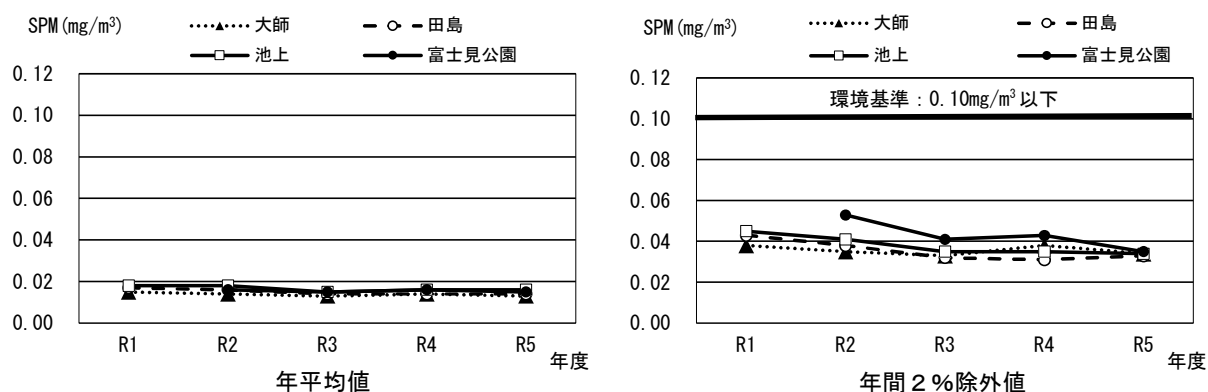 SPM(mg/m³)
大師
田島
池上
富士見公園
0.12
0.10
0.08
0.06
0.04
0.02
0.00
R1 R2 R3 R4 R5
年度
年平均値
SPM(mg/m³)
大師
田島
池上
富士見公園
環境基準：0.10mg/m³以下
0.12
0.10
0.08
0.06
0.04
0.02
0.00
R1 R2 R3 R4 R5
年度
年間２％除外値